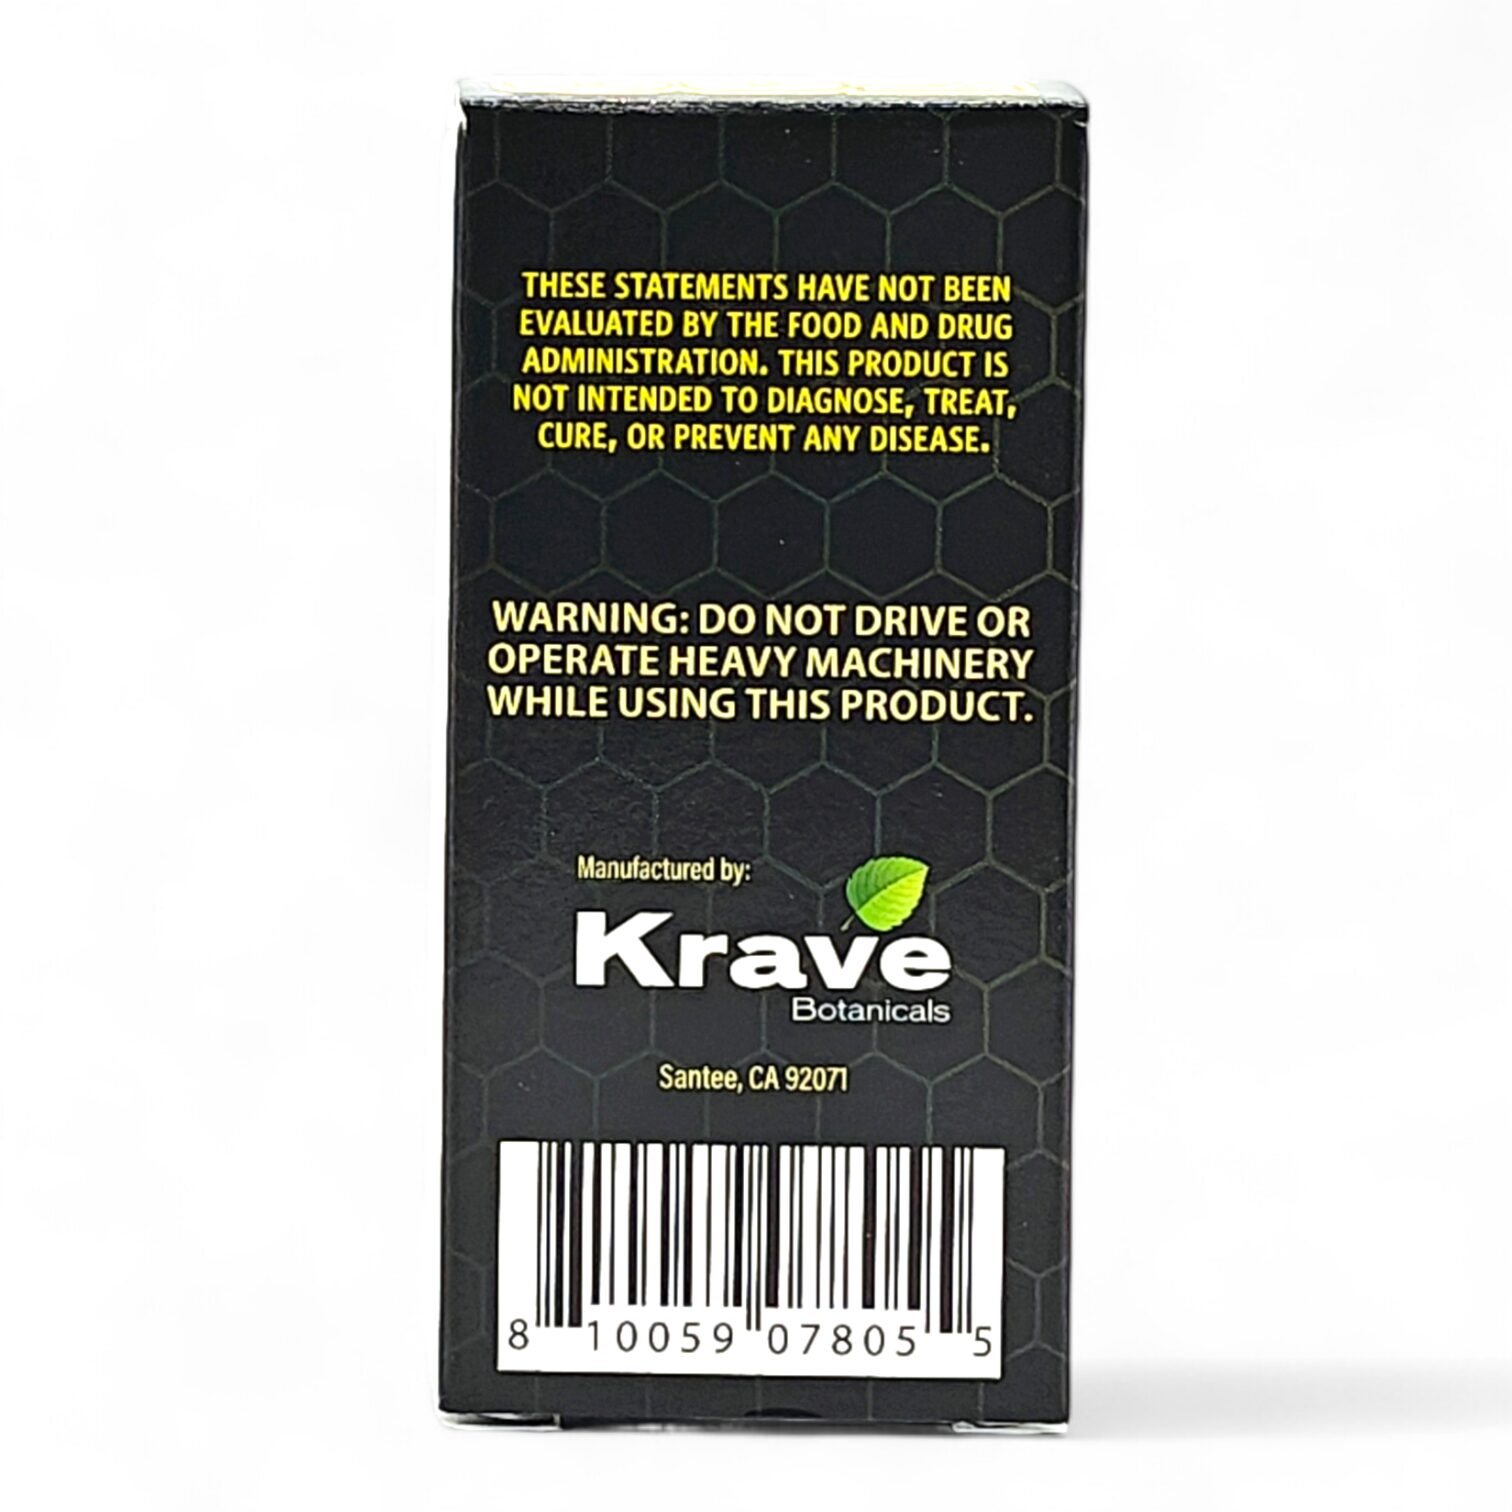 THESE STATEMENTS HAVE NOT BEEN
EVALUATED BY THE FOOD AND DRUG
ADMINISTRATION. THIS PRODUCT IS
NOT INTENDED TO DIAGNOSE, TREAT,
CURE, OR PREVENT ANY DISEASE.
WARNING: DO NOT DRIVE OR
OPERATE HEAVY MACHINERY
WHILE USING THIS PRODUCT.
Manufactured by:
Krave
Botanicals
Santee, CA 92071
8 10059 07805 5